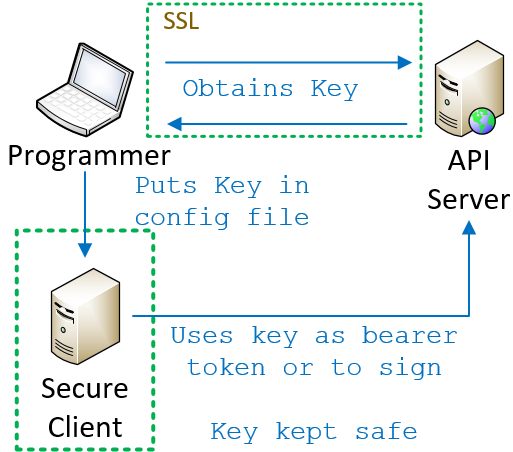 SSL
Obtains Key
Programmer
API
Server
Puts Key in
config file
Uses key as bearer
token or to sign
Secure
Client
Key kept safe